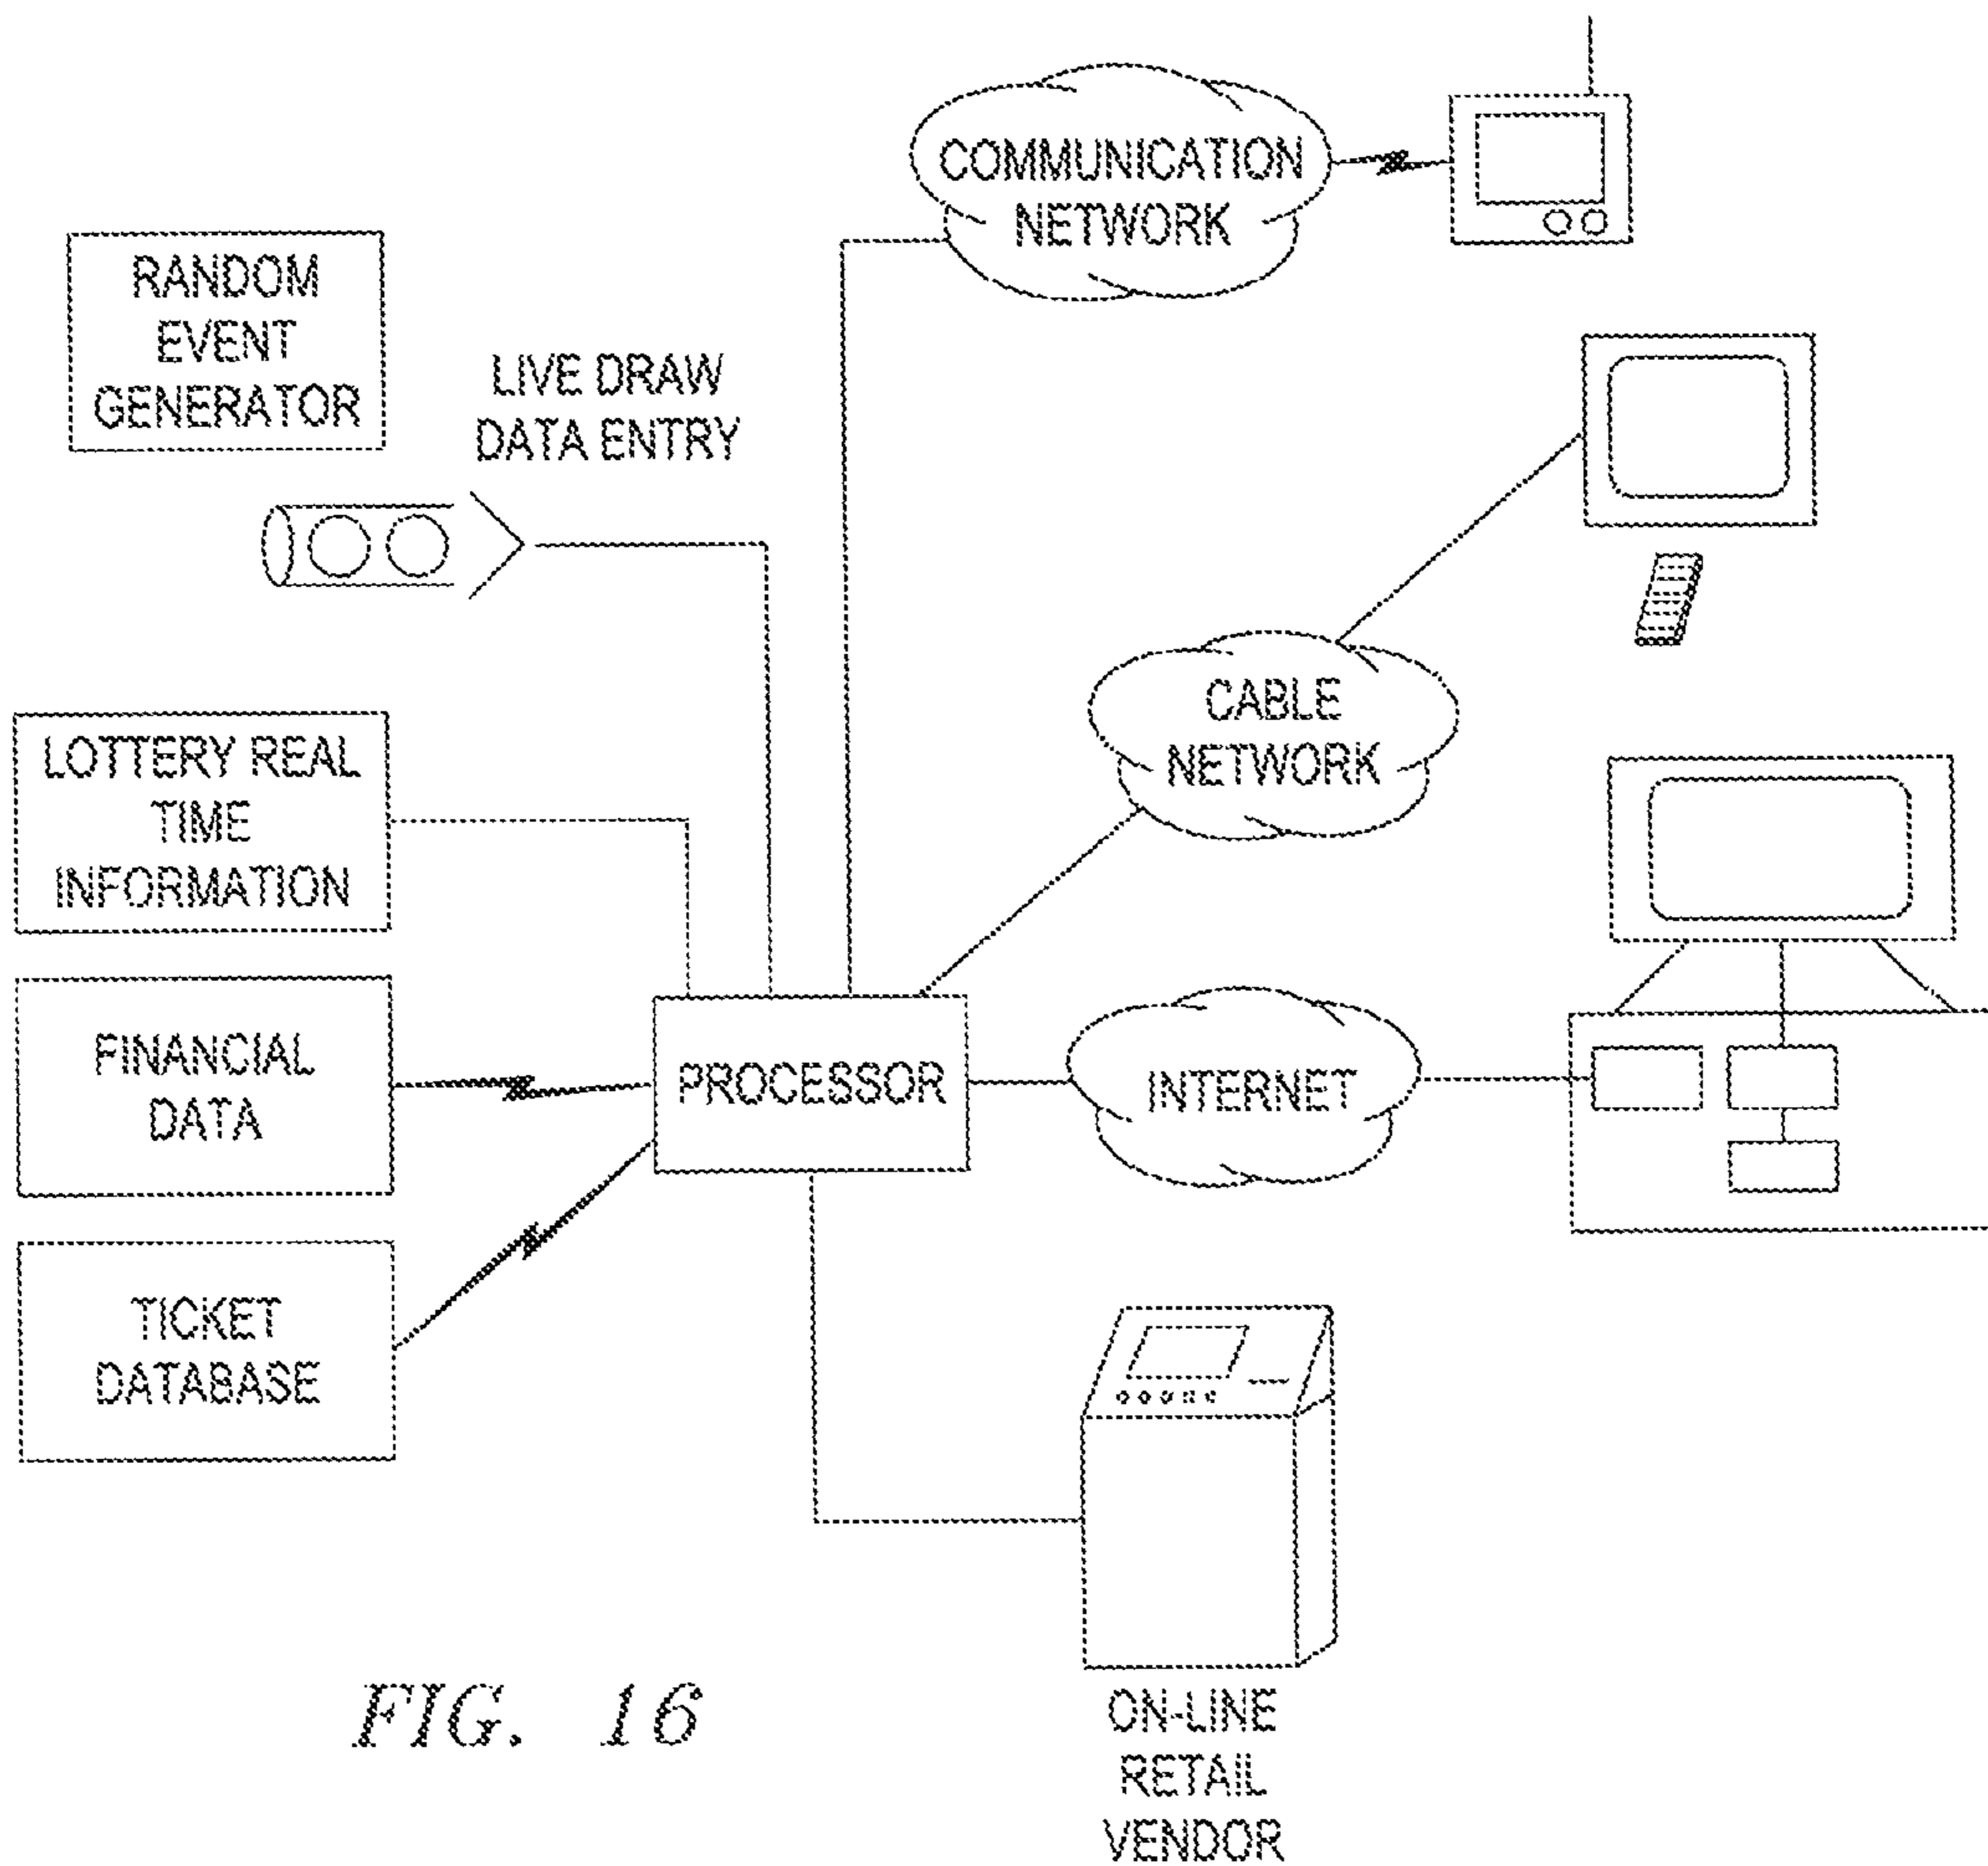 COMMUNICATION
NETWORK
RANDOM
EVENT
GENERATOR
LIVE DRAW
DATA ENTRY
CABLE
NETWORK
LOTTERY REAL
TIME
INFORMATION
FINANCIAL
DATA
PROCESSOR
INTERNET
TICKET
DATABASE
ON-LINE
RETAIL
VENDOR
FIG. 16